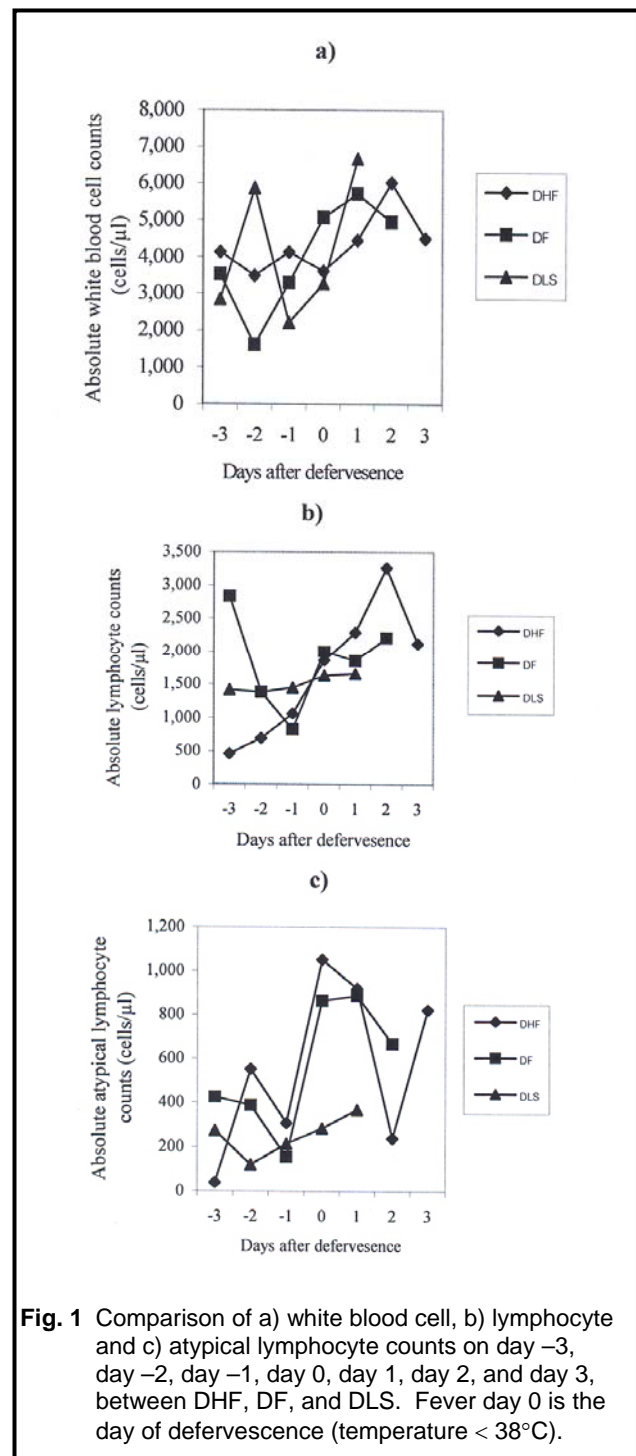 a)
Absolute white blood cell counts
(cells/µl)
8,000
7,000
6,000
5,000
4,000
3,000
2,000
1,000
0
-3 -2 -1 0 1 2 3
Days after defervesence
DHF
DF
DLS
b)
Absolute lymphocyte counts
(cells/µl)
3,500
3,000
2,500
2,000
1,500
1,000
500
0
-3 -2 -1 0 1 2 3
Days after defervesence
DHF
DF
DLS
c)
Absolute atypical lymphocyte
counts (cells/µl)
1,200
1,000
800
600
400
200
0
-3 -2 -1 0 1 2 3
Days after defervesence
DHF
DF
DLS
Fig. 1 Comparison of a) white blood cell, b) lymphocyte
and c) atypical lymphocyte counts on day –3,
day –2, day –1, day 0, day 1, day 2, and day 3,
between DHF, DF, and DLS. Fever day 0 is the
day of defervescence (temperature < 38°C).